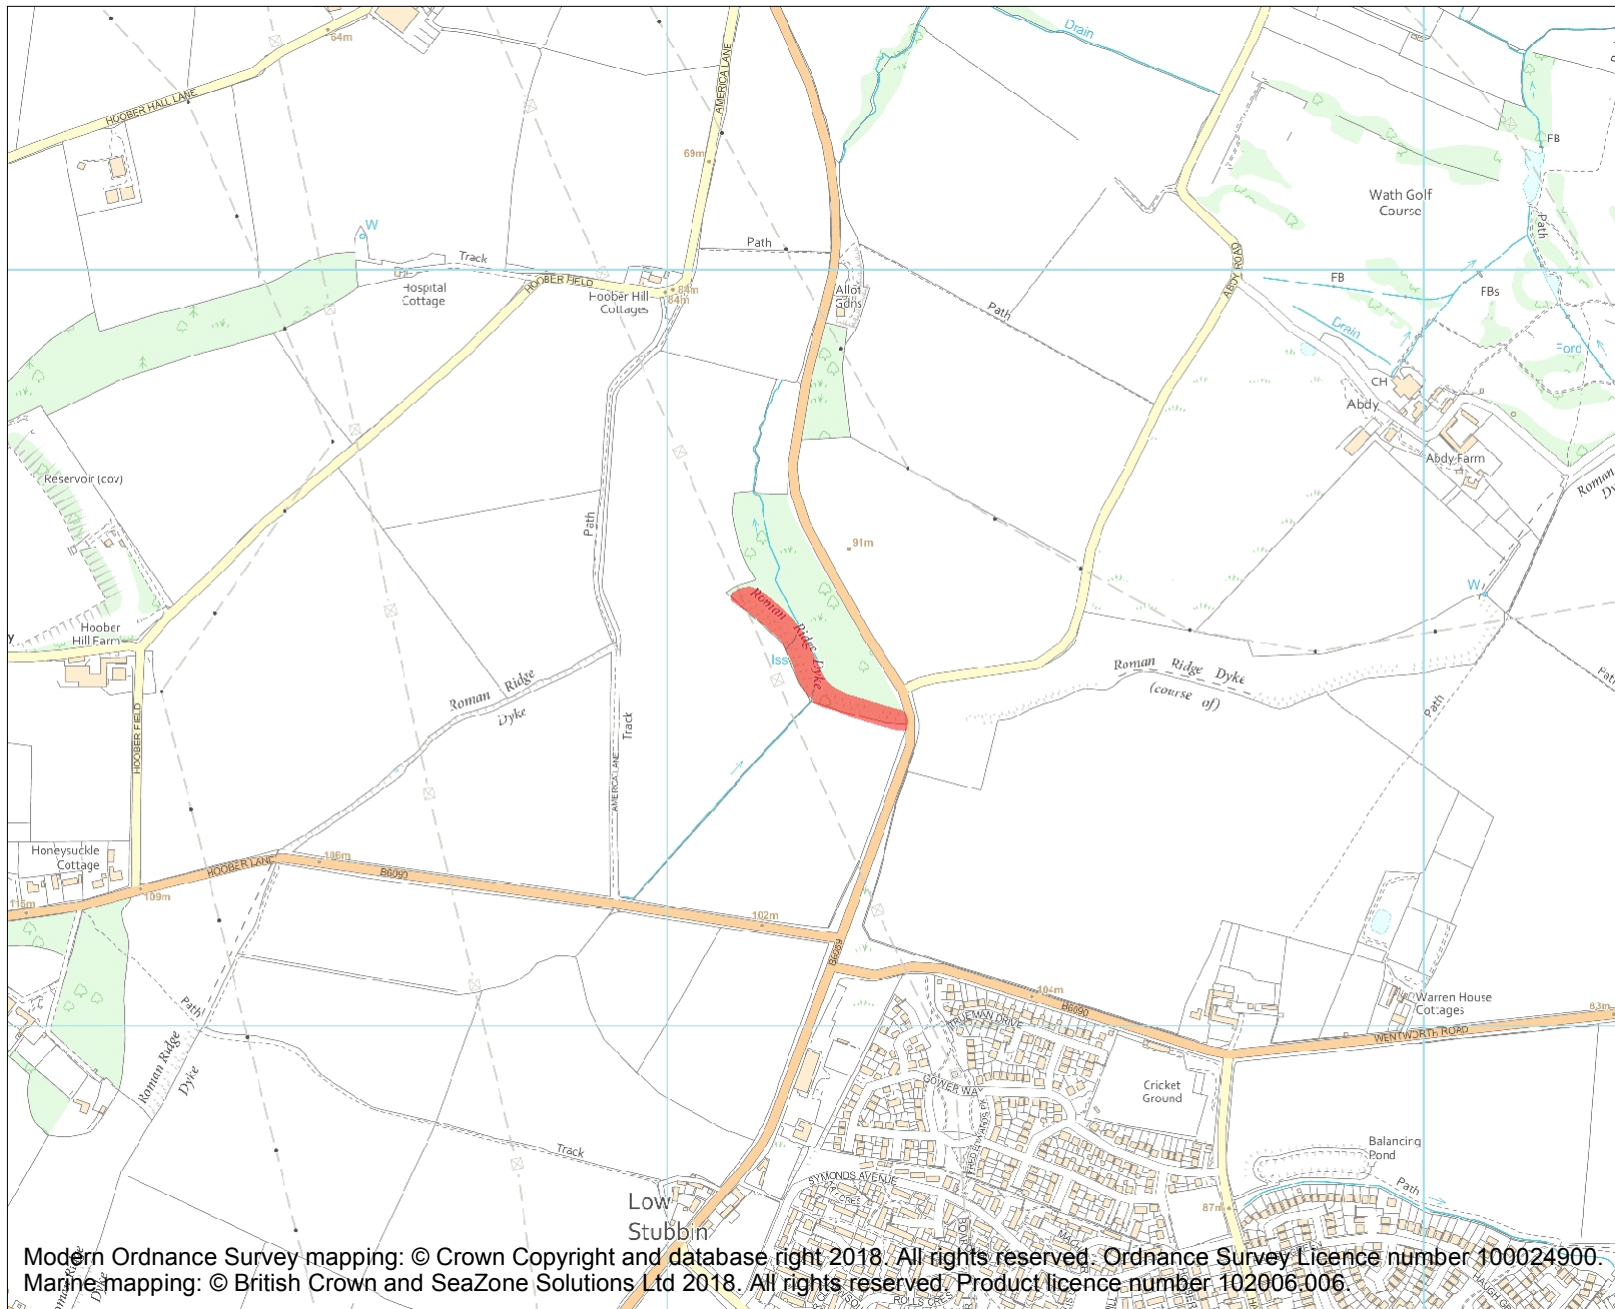 Drain
64m
AMERICA LANE
HOOBER HALL LANE
FB
69m
Wath Golf
Course
Path
W
Path
Track
ABDY ROAD
HOOBER FIELD
Hospital
Cottage
Hoober Hill
Cottages
84m
84m
Allot
Gdns
FB
FBs
Path
Drain
Ford
CH
Abdy
Abdy Farm
Reservoir (cov)
Roman
Path
91m
W
Roman Ridge Dyke
Hoober
Hill Farm
y
Iss
Roman Ridge Dyke
(course of)
Roman Ridge
Dyke
Path
Path
Track
HOOBER FIELD
AMERICA LANE
Honeysuckle
Cottage
HOOBER LANE
106m
B6090
109m
115m
102m
B6089
Path
104m
B6090
Warren House
Cottages
83m
WENTWORTH ROAD
TRUEMAN DRIVE
Roman Ridge
Dyke
GOWER WAY
Cricket
Ground
Balancing
Pond
Track
SYMONDS AVENUE
Path
87m
Low
Stubbin
Modern Ordnance Survey mapping: © Crown Copyright and database right 2018. All rights reserved. Ordnance Survey Licence number 100024900.
Marine mapping: © British Crown and SeaZone Solutions Ltd 2018. All rights reserved. Product licence number 102006.006.